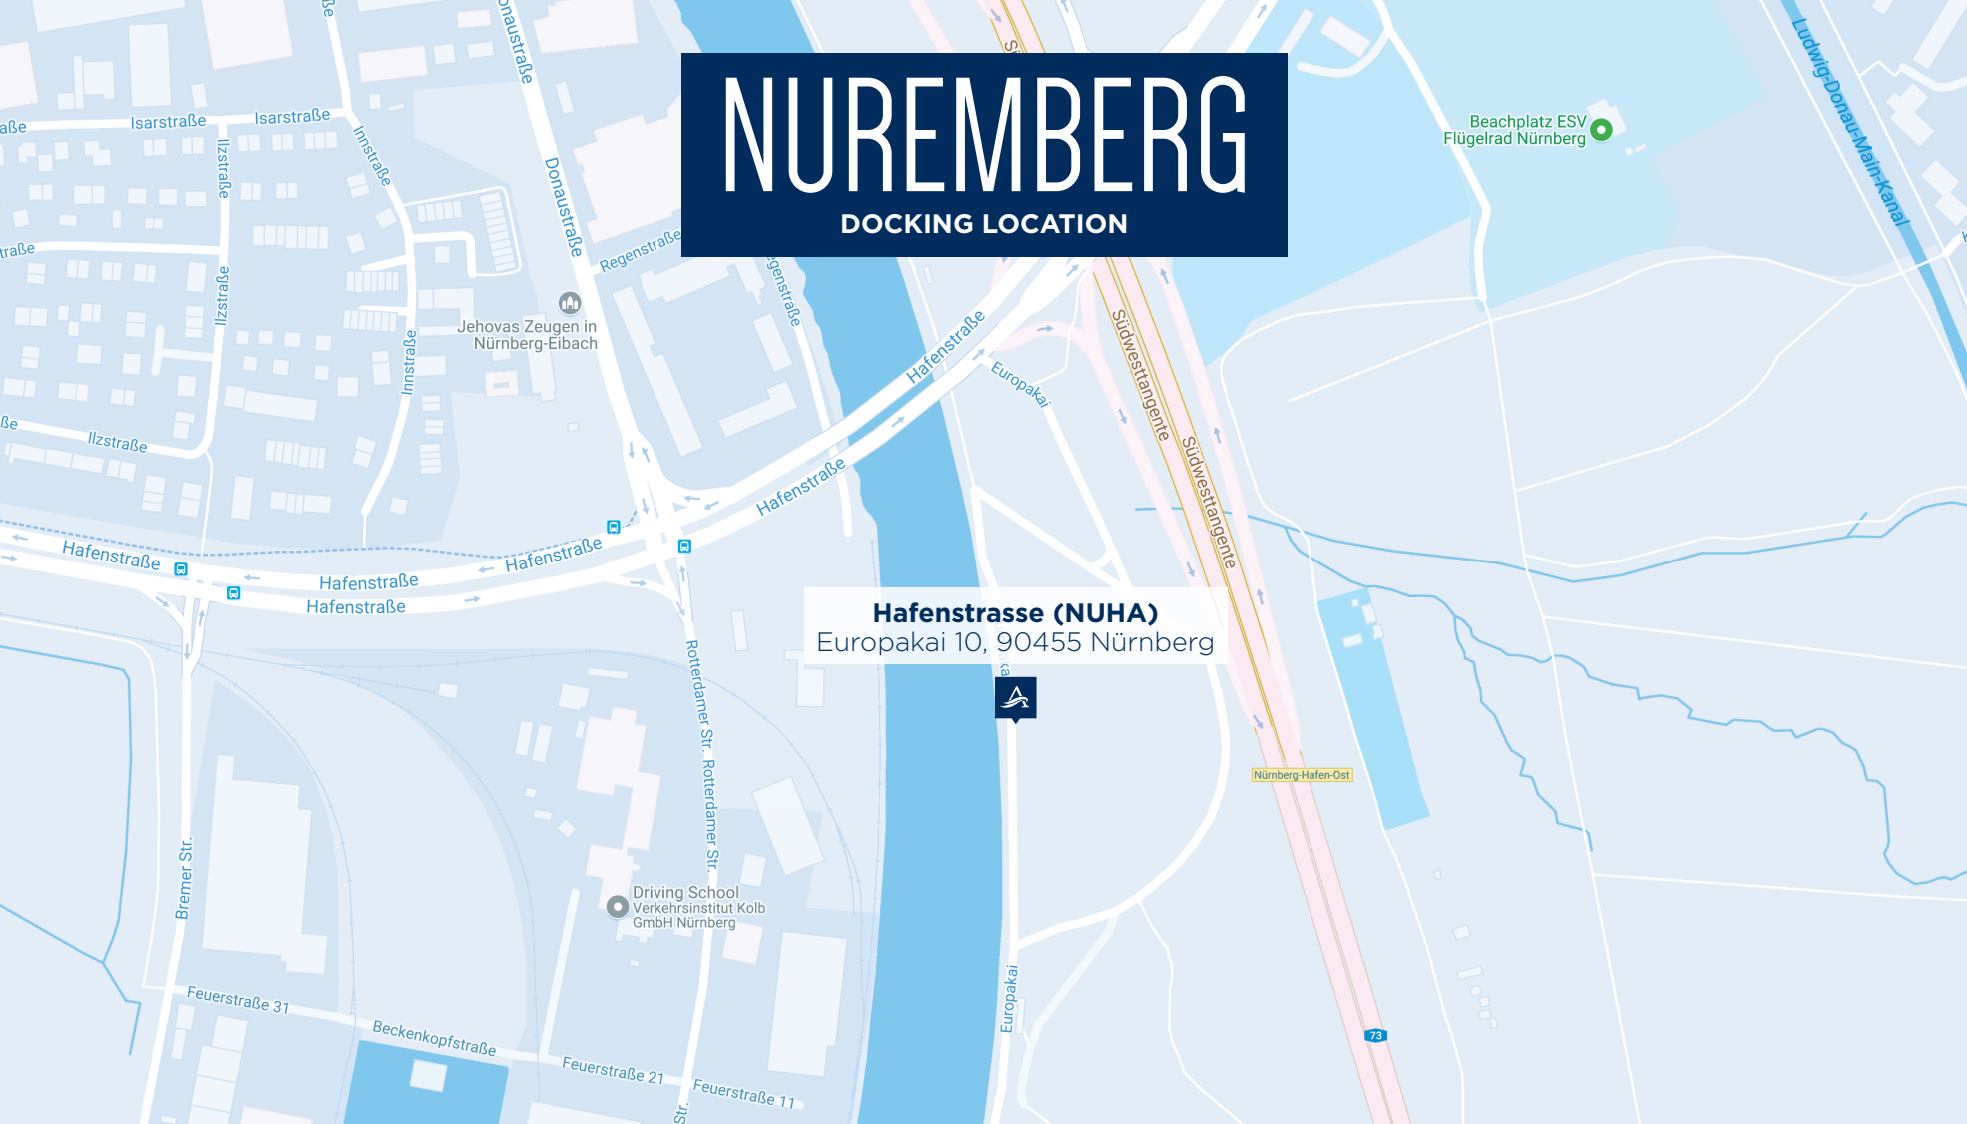 NUREMBERG
DOCKING LOCATION
Donaustraße
Isarstraße
Isarstraße
Innstraße
Ilzstraße
Donaustraße
Regenstraße
Beachplatz ESV
Flügelrad Nürnberg
Ludwig-Donau-Main-Kanal
Ilzstraße
Jehovas Zeugen in
Nürnberg-Eibach
Innstraße
Hafenstraße
Europakai
Südwesttangente
Südwesttangente
Ilzstraße
Hafenstraße
Hafenstraße
Hafenstraße
Hafenstraße
Hafenstraße
Hafenstrasse (NUHA)
Europakai 10, 90455 Nürnberg
Rotterdamer Str.
Rotterdamer Str.
Nürnberg-Hafen-Ost
Bremer Str.
Driving School
Verkehrsinstitut Kolb
GmbH Nürnberg
Europakai
Feuerstraße 31
Beckenkopfstraße
Feuerstraße 21
Feuerstraße 11
Str.
73